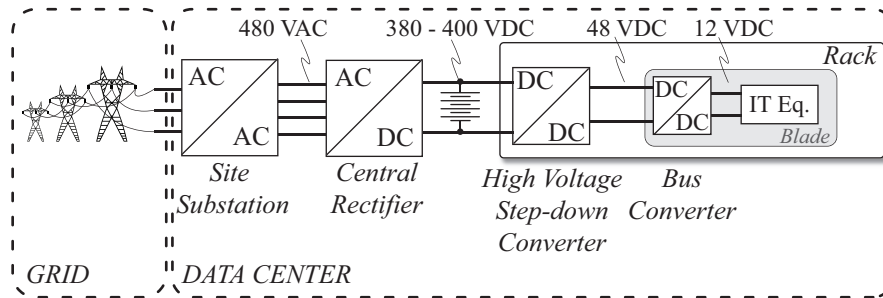 480 VAC
380 - 400 VDC
48 VDC
12 VDC
Rack
AC
AC
AC
DC
DC
DC
DC
DC
IT Eq.
Blade
Site
Substation
Central
Rectifier
High Voltage
Step-down
Converter
Bus
Converter
GRID
DATA CENTER